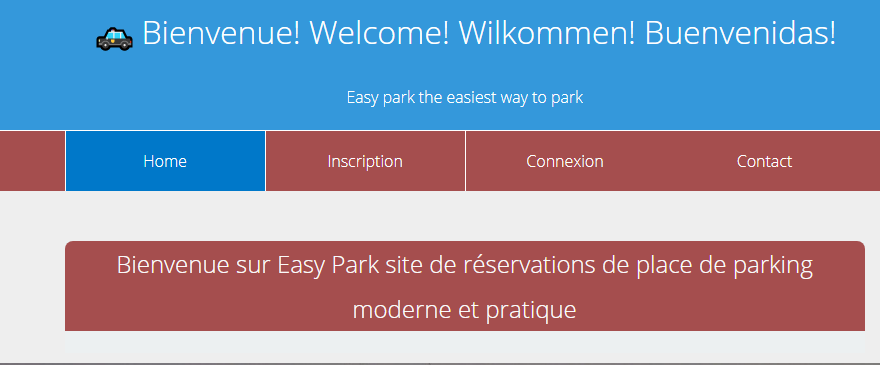 Bienvenue! Welcome! Wilkommen! Buenvenidas!
Easy park the easiest way to park
Home Inscription Connexion Contact
Bienvenue sur Easy Park site de réservations de place de parking
moderne et pratique